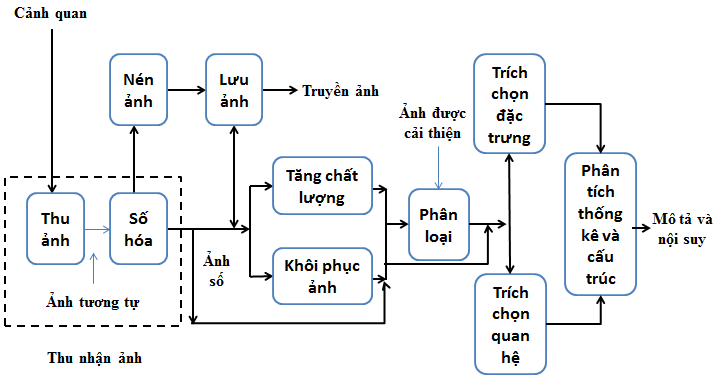 Cảnh quan
Nén
ảnh
Lưu
ảnh
Truyền ảnh
Ảnh được
cải thiện
Trích
chọn
đặc
trưng
Thu
ảnh
Số
hóa
Ảnh tương tự
Thu nhận ảnh
Ảnh
số
Tăng chất
lượng
Khôi phục
ảnh
Phân
loại
Trích
chọn
quan
hệ
Phân
tích
thống
kê và
cấu
trúc
Mô tả và
nội suy